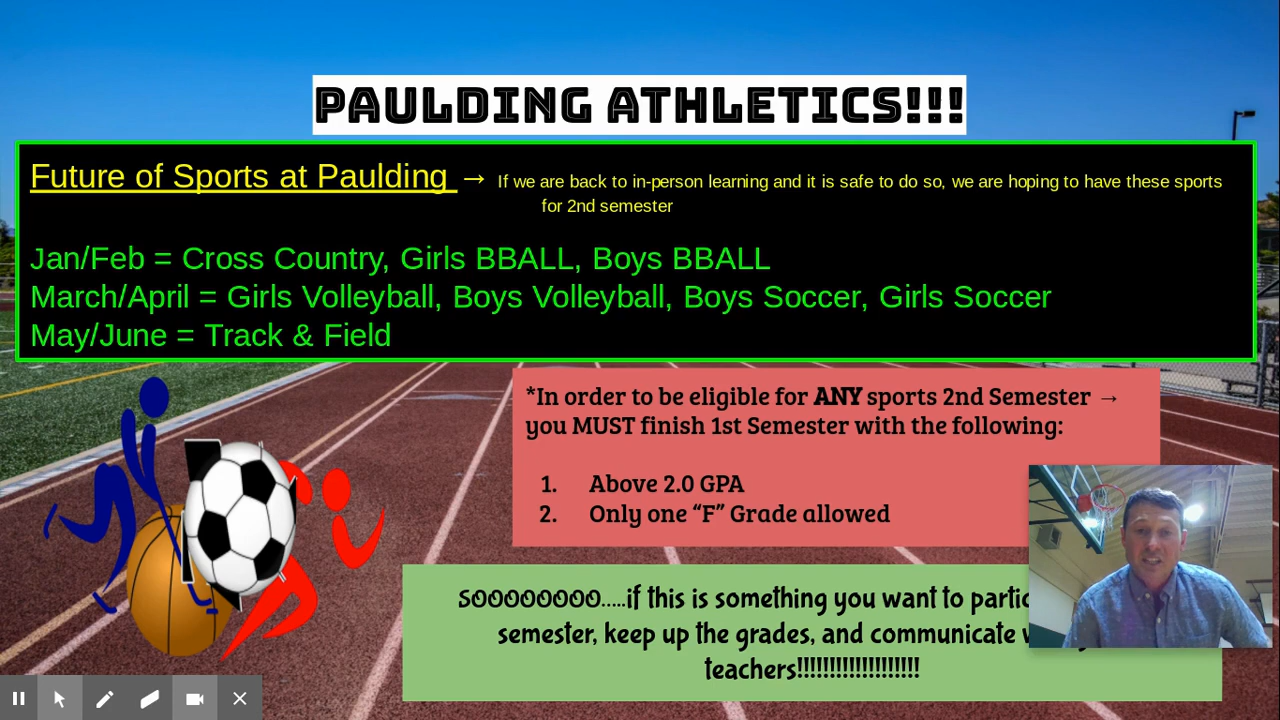 PAULDING ATHLETICS!!!
Future of Sports at Paulding → If we are back to in-person learning and it is safe to do so, we are hoping to have these sports
for 2nd semester
Jan/Feb = Cross Country, Girls BBALL, Boys BBALL
March/April = Girls Volleyball, Boys Volleyball, Boys Soccer, Girls Soccer
May/June = Track & Field
*In order to be eligible for ANY sports 2nd Semester →
you MUST finish 1st Semester with the following:
1. Above 2.0 GPA
2. Only one “F” Grade allowed
SOOOOOOOO.....if this is something you want to
semester, keep up the grades, and communicate
teachers!!!!!!!!!!!!!!!!!!!